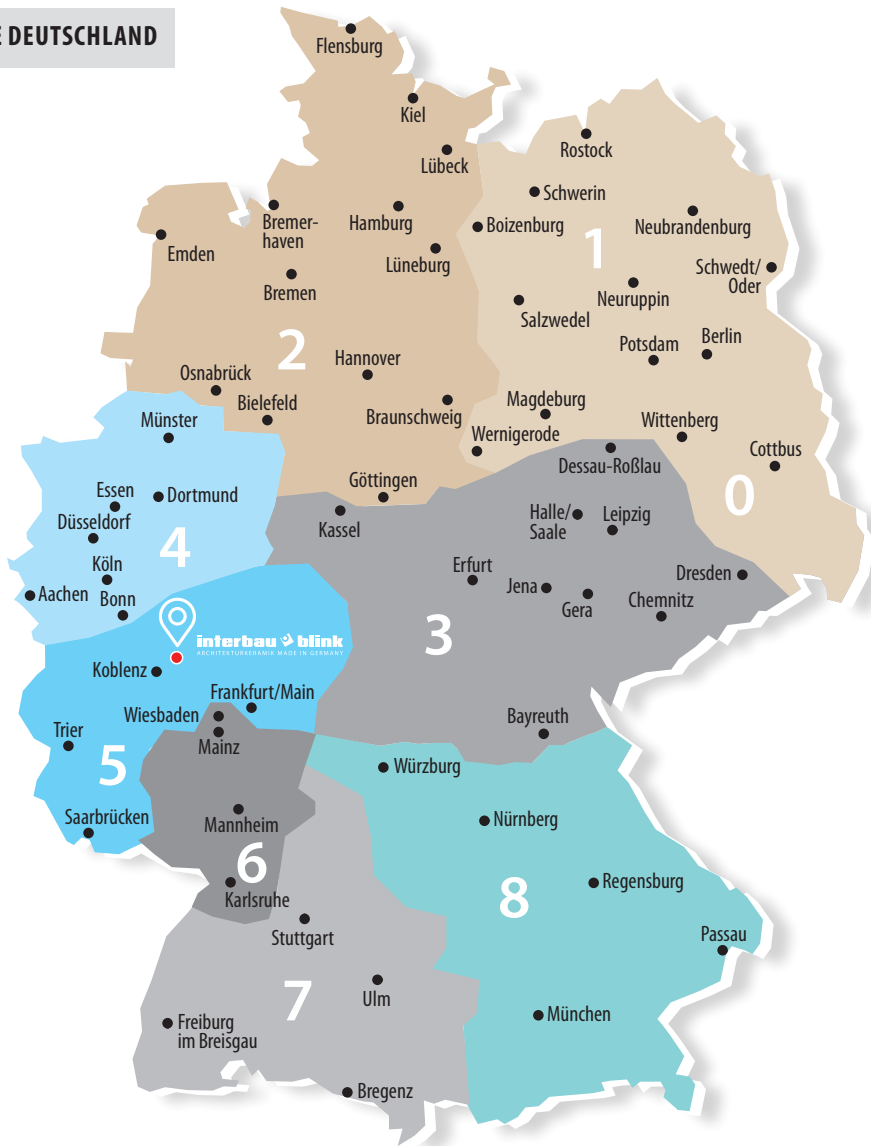 E DEUTSCHLAND
Flensburg
Kiel
Rostock
Lübeck
Schwerin
Bremer-
haven
Hamburg
Boizenburg
Neubrandenburg
Emden
Lüneburg
1
Schwedt/
Oder
Bremen
Neuruppin
Salzwedel
Potsdam
Berlin
2
Hannover
Osnabrück
Bielefeld
Braunschweig
Magdeburg
Münster
Wernigerode
Wittenberg
Cottbus
Dessau-Roßlau
Göttingen
0
Essen
Dortmund
Düsseldorf
Kassel
Halle/
Saale
Leipzig
4
Köln
Erfurt
Dresden
Aachen
Bonn
Jena
Gera
Chemnitz
3
interbau blink
ARCHITEKTURKERAMIK MADE IN GERMANY
Koblenz
Frankfurt/Main
Wiesbaden
Bayreuth
Trier
Mainz
5
Würzburg
Saarbrücken
Mannheim
Nürnberg
6
Karlsruhe
8
Regensburg
Stuttgart
Passau
7
Ulm
Freiburg
im Breisgau
München
Bregenz